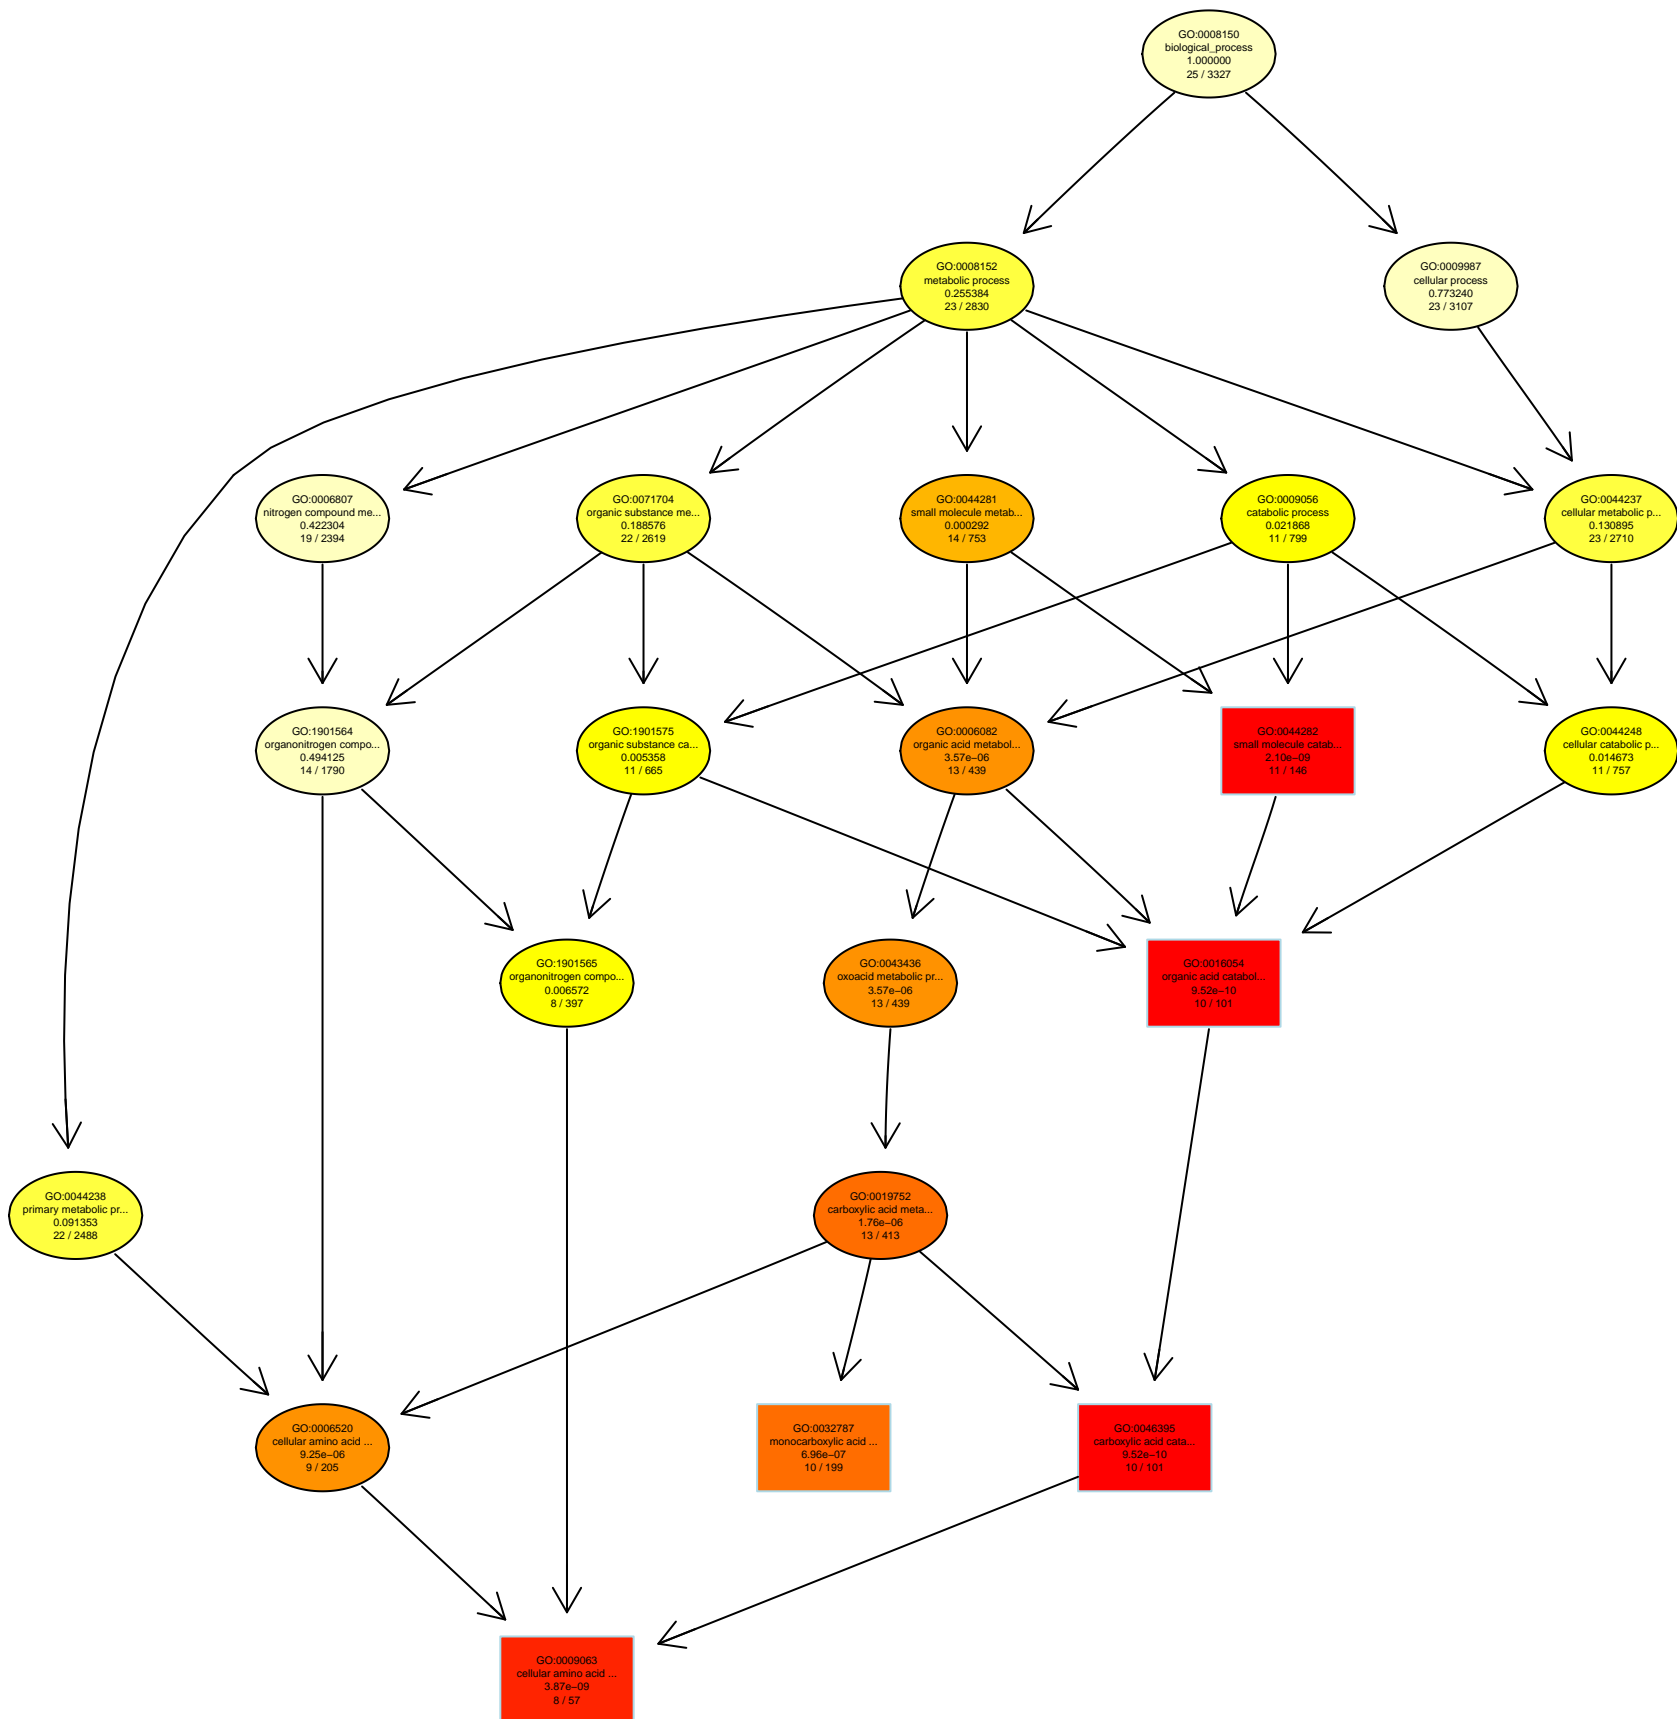 GO:0008150
biological_process
1.000000
25 / 3327
GO:0008152
metabolic process
0.255384
23 / 2830
GO:0009987
cellular process
0.773240
23 / 3107
GO:0006807
nitrogen compound me...
0.422304
19 / 2394
GO:0071704
organic substance me...
0.188576
22 / 2619
GO:0044281
small molecule metab...
0.000292
14 / 753
GO:0009056
catabolic process
0.021868
11 / 799
GO:0044237
cellular metabolic p...
0.130895
23 / 2710
GO:1901564
organonitrogen compo...
0.494125
14 / 1790
GO:1901575
organic substance ca...
0.005358
11 / 665
GO:0006082
organic acid metabol...
3.57e−06
13 / 439
GO:0044282
small molecule catab...
2.10e−09
11 / 146
GO:0044248
cellular catabolic p...
0.014673
11 / 757
GO:1901565
organonitrogen compo...
0.006572
8 / 397
GO:0043436
oxoacid metabolic pr...
3.57e−06
13 / 439
GO:0016054
organic acid catabol...
9.52e−10
10 / 101
GO:0044238
primary metabolic pr...
0.091353
22 / 2488
GO:0019752
carboxylic acid meta...
1.76e−06
13 / 413
GO:0006520
cellular amino acid ...
9.25e−06
9 / 205
GO:0032787
monocarboxylic acid ...
6.96e−07
10 / 199
GO:0046395
carboxylic acid cata...
9.52e−10
10 / 101
GO:0009063
cellular amino acid ...
3.87e−09
8 / 57